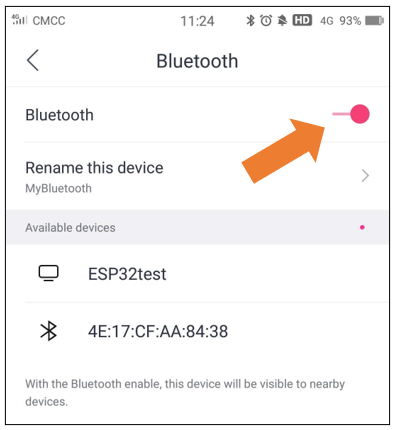 4G CMCC 11:24 HD 4G 93%
Bluetooth
Bluetooth
Rename this device
MyBluetooth
Available devices
ESP32test
4E:17:CF:AA:84:38
With the Bluetooth enable, this device will be visible to nearby
devices.